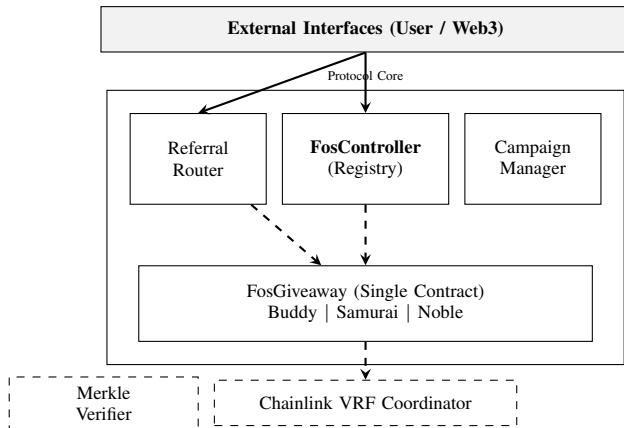 External Interfaces (User / Web3)
Protocol Core
Referral
Router
FosController
(Registry)
Campaign
Manager
FosGiveaway (Single Contract)
Buddy | Samurai | Noble
Merkle
Verifier
Chainlink VRF Coordinator